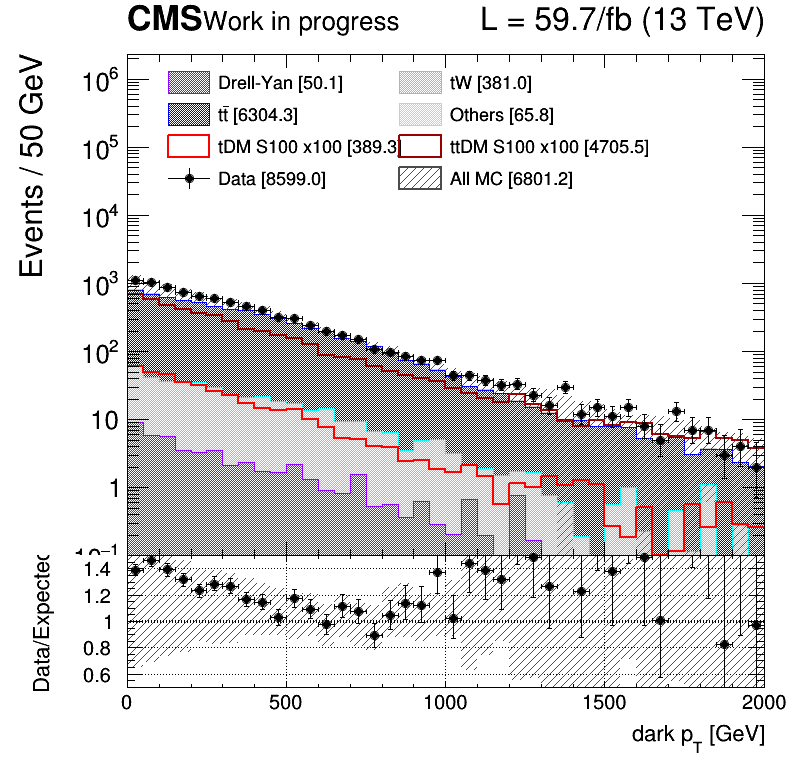 CMS Work in progress L = 59.7/fb (13 TeV)
Events / 50 GeV
Drell-Yan [50.1] tW [381.0]
tt̄ [6304.3] Others [65.8]
tDM S100 x100 [389.3 ttDM S100 x100 [4705.5]
Data [8599.0] All MC [6801.2]
10⁶
10⁵
10⁴
10³
10²
10
1
10⁻¹
Data/Expected
1.4
1.2
1
0.8
0.6
0 500 1000 1500 2000
dark p_T [GeV]